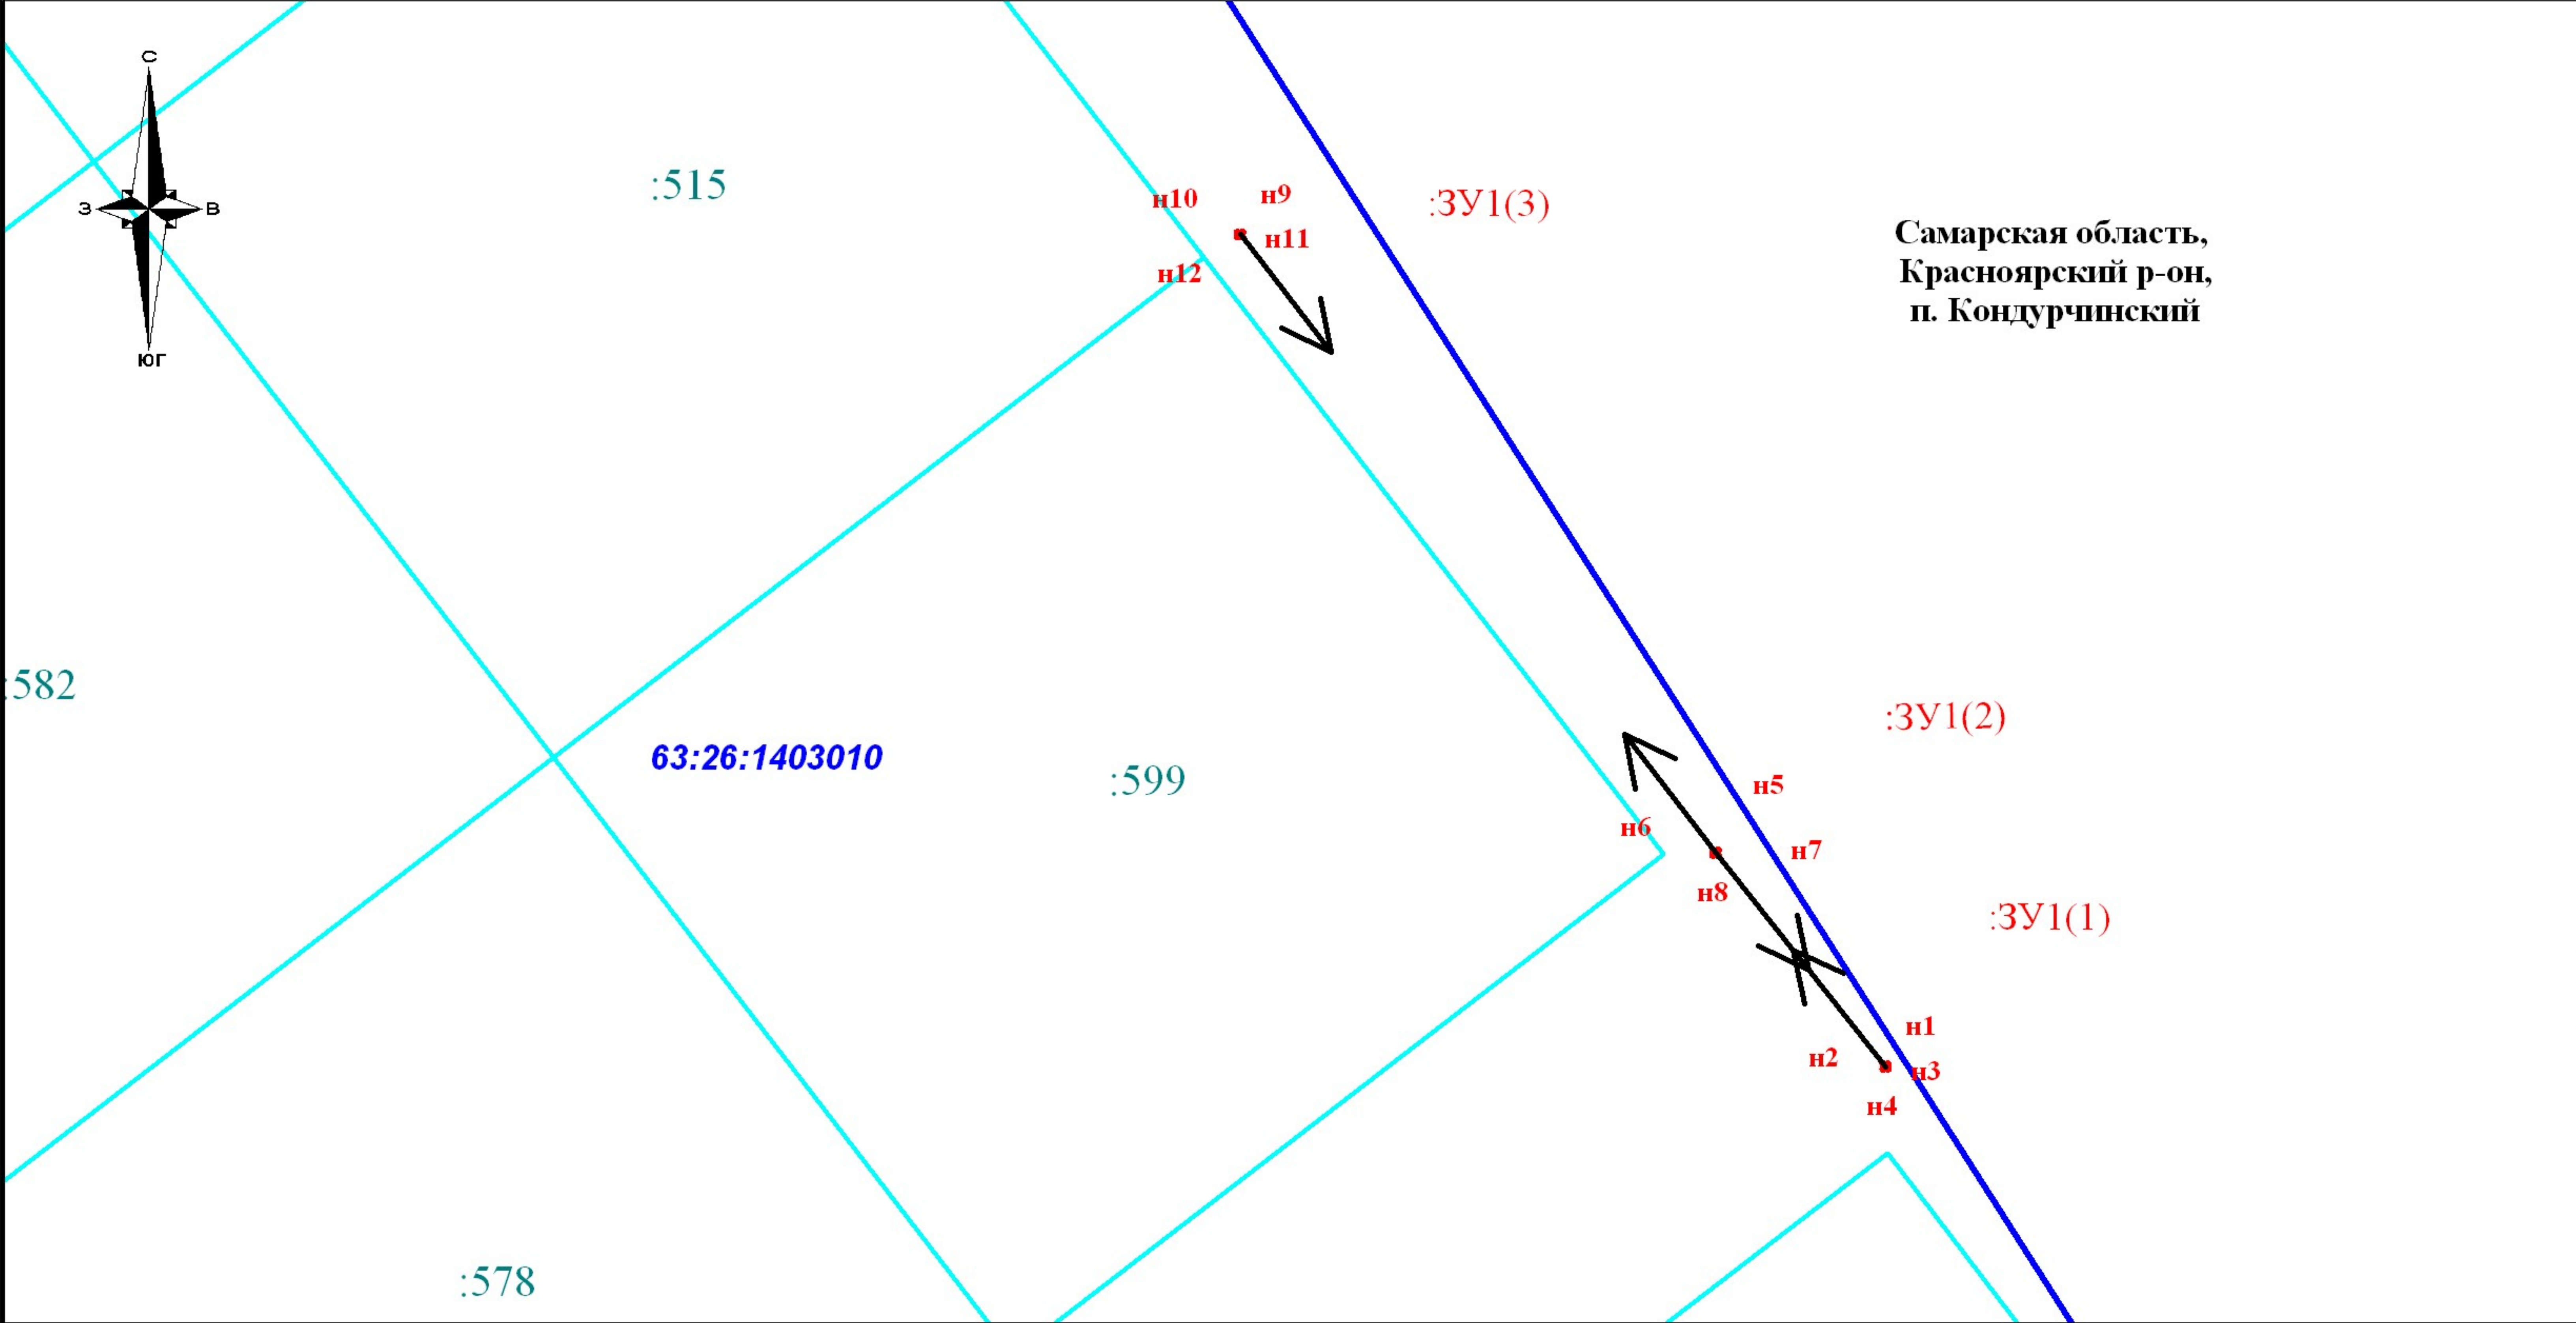 С
:515
н10
н9
:ЗУ1(3)
З
В
н11
Самарская область,
Красноярский р-он,
п. Кондурчинский
н12
ЮГ
:582
:ЗУ1(2)
63:26:1403010
:599
н5
н6
н7
н8
:ЗУ1(1)
н1
н2
н3
н4
:578